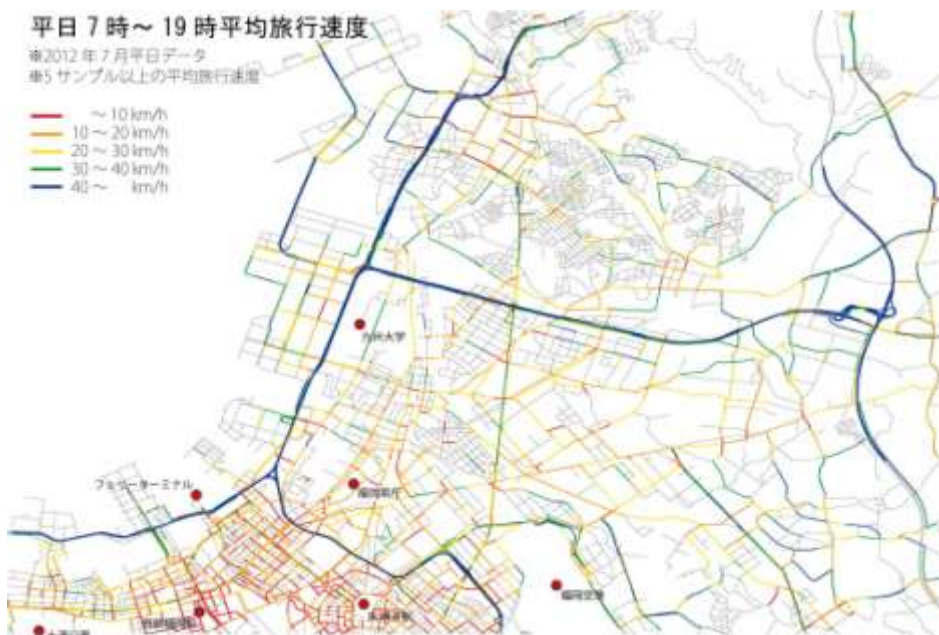 平日 7 時～ 19 時平均旅行速度
※2012 年 7 月平日データ
※5 サンプル以上の平均旅行速度
～ 10 km/h
10 ～ 20 km/h
20 ～ 30 km/h
30 ～ 40 km/h
40 ～ km/h
九州大学
フェリーターミナル
福岡県庁
福岡空港